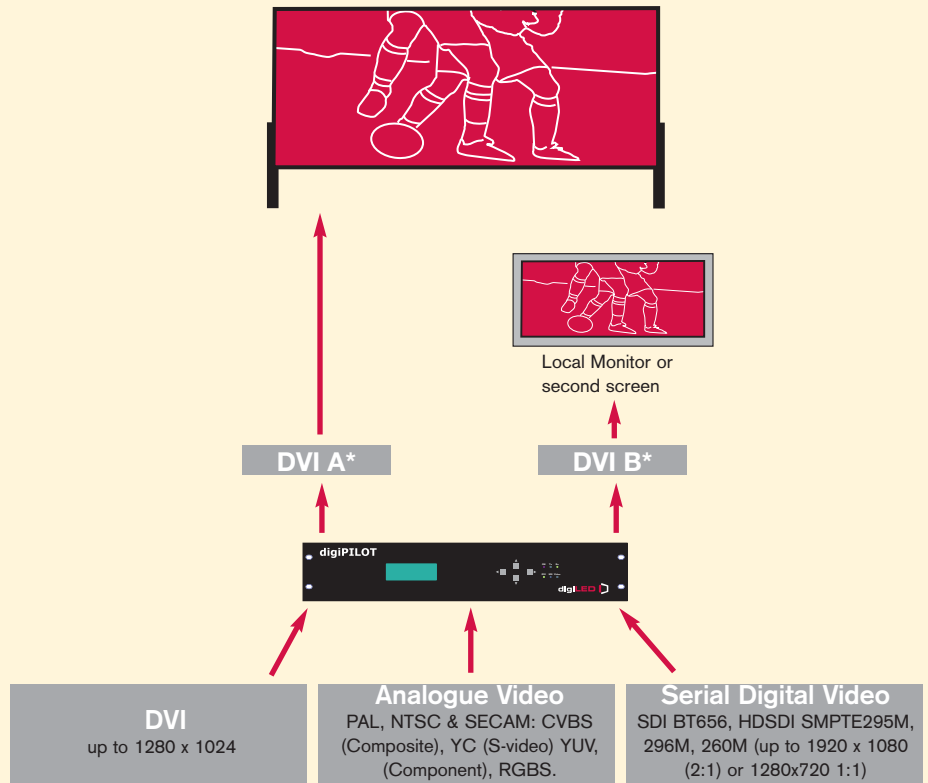 Local Monitor or
second screen
DVI A*
DVI B*
digiPILOT
digiLED
DVI
up to 1280 x 1024
Analogue Video
PAL, NTSC & SECAM: CVBS
(Composite), YC (S-video) YUV,
(Component), RGBS.
Serial Digital Video
SDI BT656, HDSDI SMPTE295M,
296M, 260M (up to 1920 x 1080
(2:1) or 1280x720 1:1)